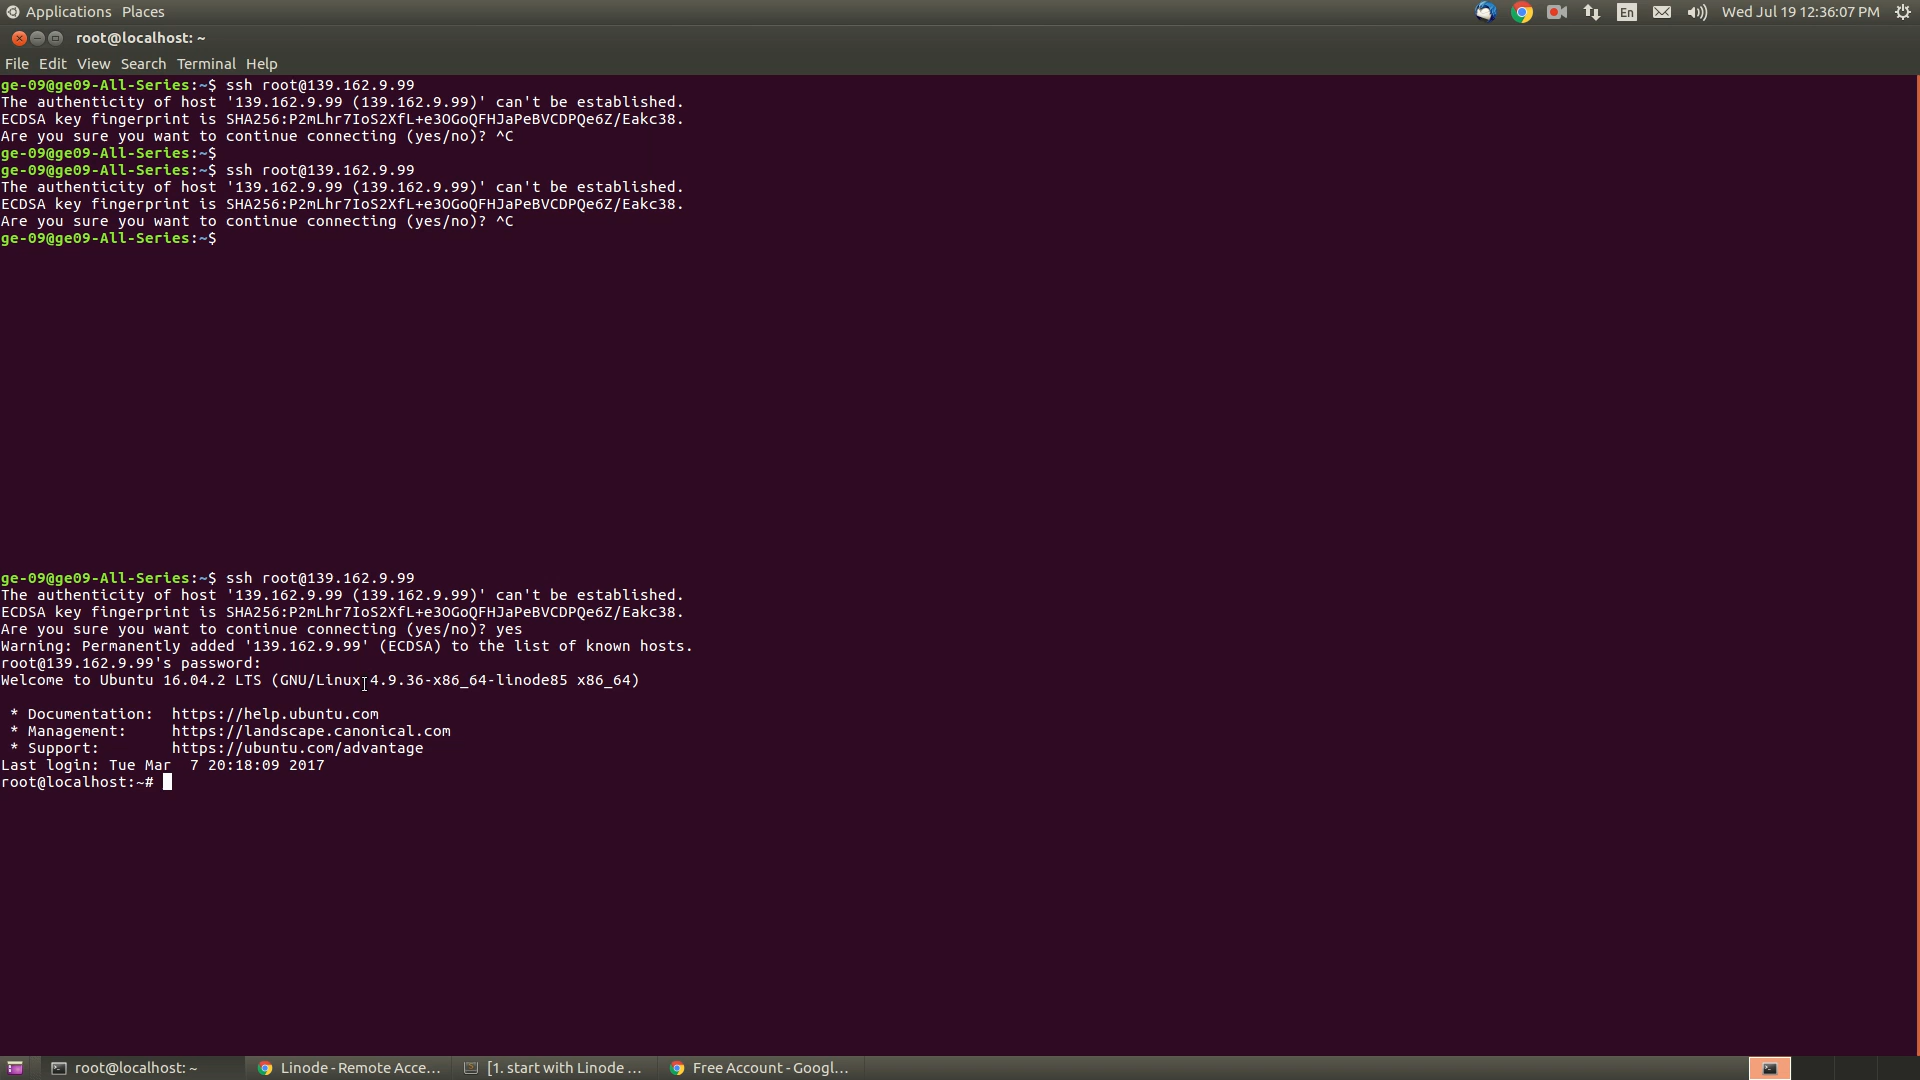 Applications Places
En Wed Jul 19 12:36:07 PM
root@localhost: ~
File Edit View Search Terminal Help
ge-09@ge09-All-Series:~$ ssh root@139.162.9.99
The authenticity of host '139.162.9.99 (139.162.9.99)' can't be established.
ECDSA key fingerprint is SHA256:P2mLhr7IoS2XfL+e3OGoQFHJaPeBVCDPQe6Z/Eakc38.
Are you sure you want to continue connecting (yes/no)? ^C
ge-09@ge09-All-Series:~$
ge-09@ge09-All-Series:~$ ssh root@139.162.9.99
The authenticity of host '139.162.9.99 (139.162.9.99)' can't be established.
ECDSA key fingerprint is SHA256:P2mLhr7IoS2XfL+e3OGoQFHJaPeBVCDPQe6Z/Eakc38.
Are you sure you want to continue connecting (yes/no)? ^C
ge-09@ge09-All-Series:~$
ge-09@ge09-All-Series:~$ ssh root@139.162.9.99
The authenticity of host '139.162.9.99 (139.162.9.99)' can't be established.
ECDSA key fingerprint is SHA256:P2mLhr7IoS2XfL+e3OGoQFHJaPeBVCDPQe6Z/Eakc38.
Are you sure you want to continue connecting (yes/no)? yes
Warning: Permanently added '139.162.9.99' (ECDSA) to the list of known hosts.
root@139.162.9.99's password:
Welcome to Ubuntu 16.04.2 LTS (GNU/Linux 4.9.36-x86_64-linode85 x86_64)
* Documentation:  https://help.ubuntu.com
* Management:     https://landscape.canonical.com
* Support:        https://ubuntu.com/advantage
Last login: Tue Mar  7 20:18:09 2017
root@localhost:~#
root@localhost: ~ Linode - Remote Acce... [1. start with Linode ... Free Account - Googl...